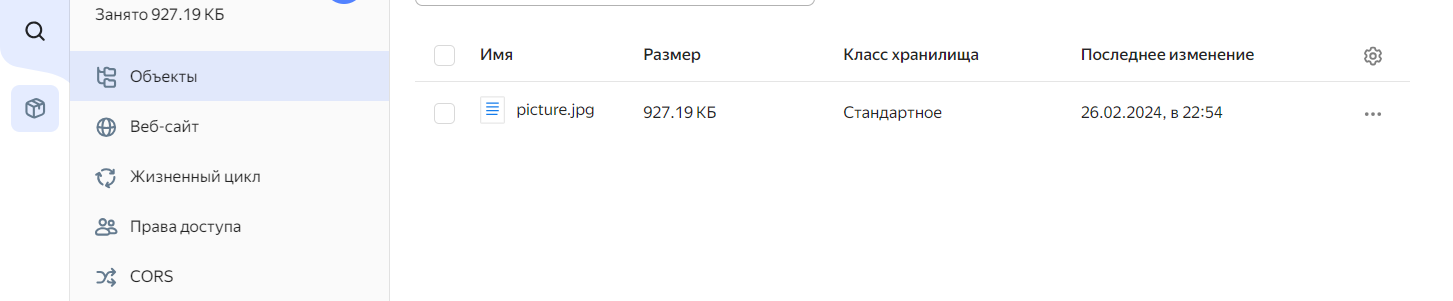 Занято 927.19 КБ
Объекты
Веб-сайт
Жизненный цикл
Права доступа
CORS
Имя Размер Класс хранилища Последнее изменение
picture.jpg 927.19 КБ Стандартное 26.02.2024, в 22:54